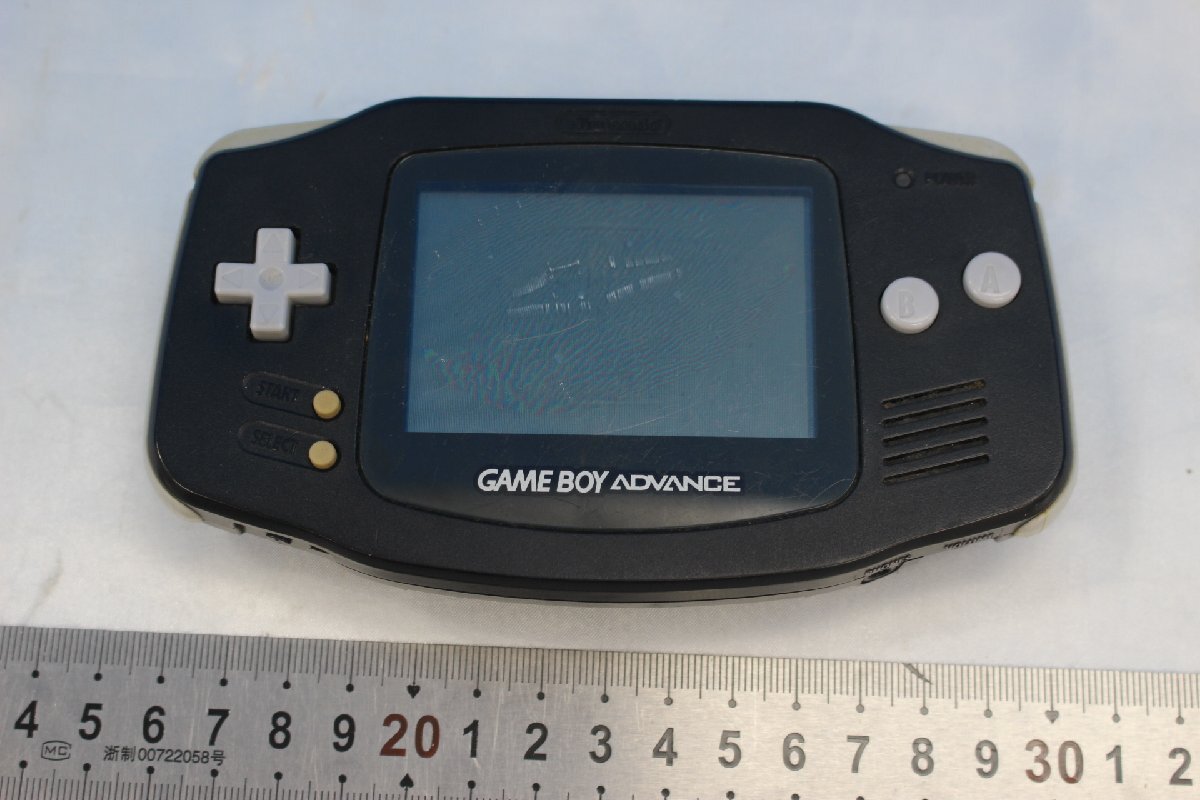 Nintendo
POWER
B A
START
SELECT
GAME BOY ADVANCE
4 5 6 7 8 9 20 1 2 3 4 5 6 7 8 9 30 1 2
MC 浙制00722058号